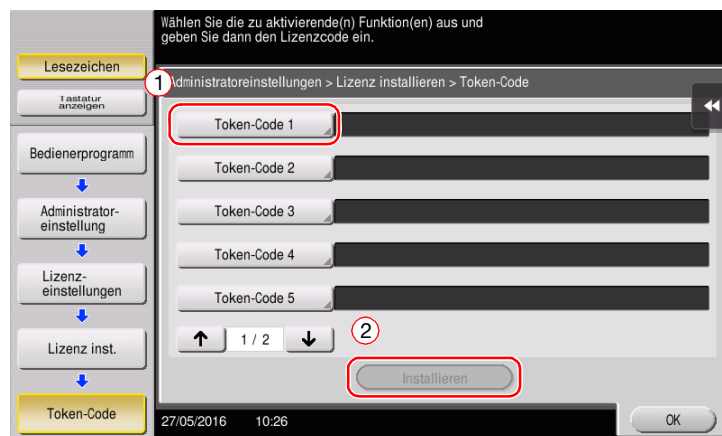 Wählen Sie die zu aktivierende(n) Funktion(en) aus und
geben Sie dann den Lizenzcode ein.
Lesezeichen
Tastatur
anzeigen
1
Administratoreinstellungen > Lizenz installieren > Token-Code
Token-Code 1
Bedienerprogramm
Token-Code 2
Administrator-
einstellung
Token-Code 3
Token-Code 4
Lizenz-
einstellungen
Token-Code 5
1 / 2
2
Lizenz inst.
Installieren
Token-Code
27/05/2016 10:26
OK